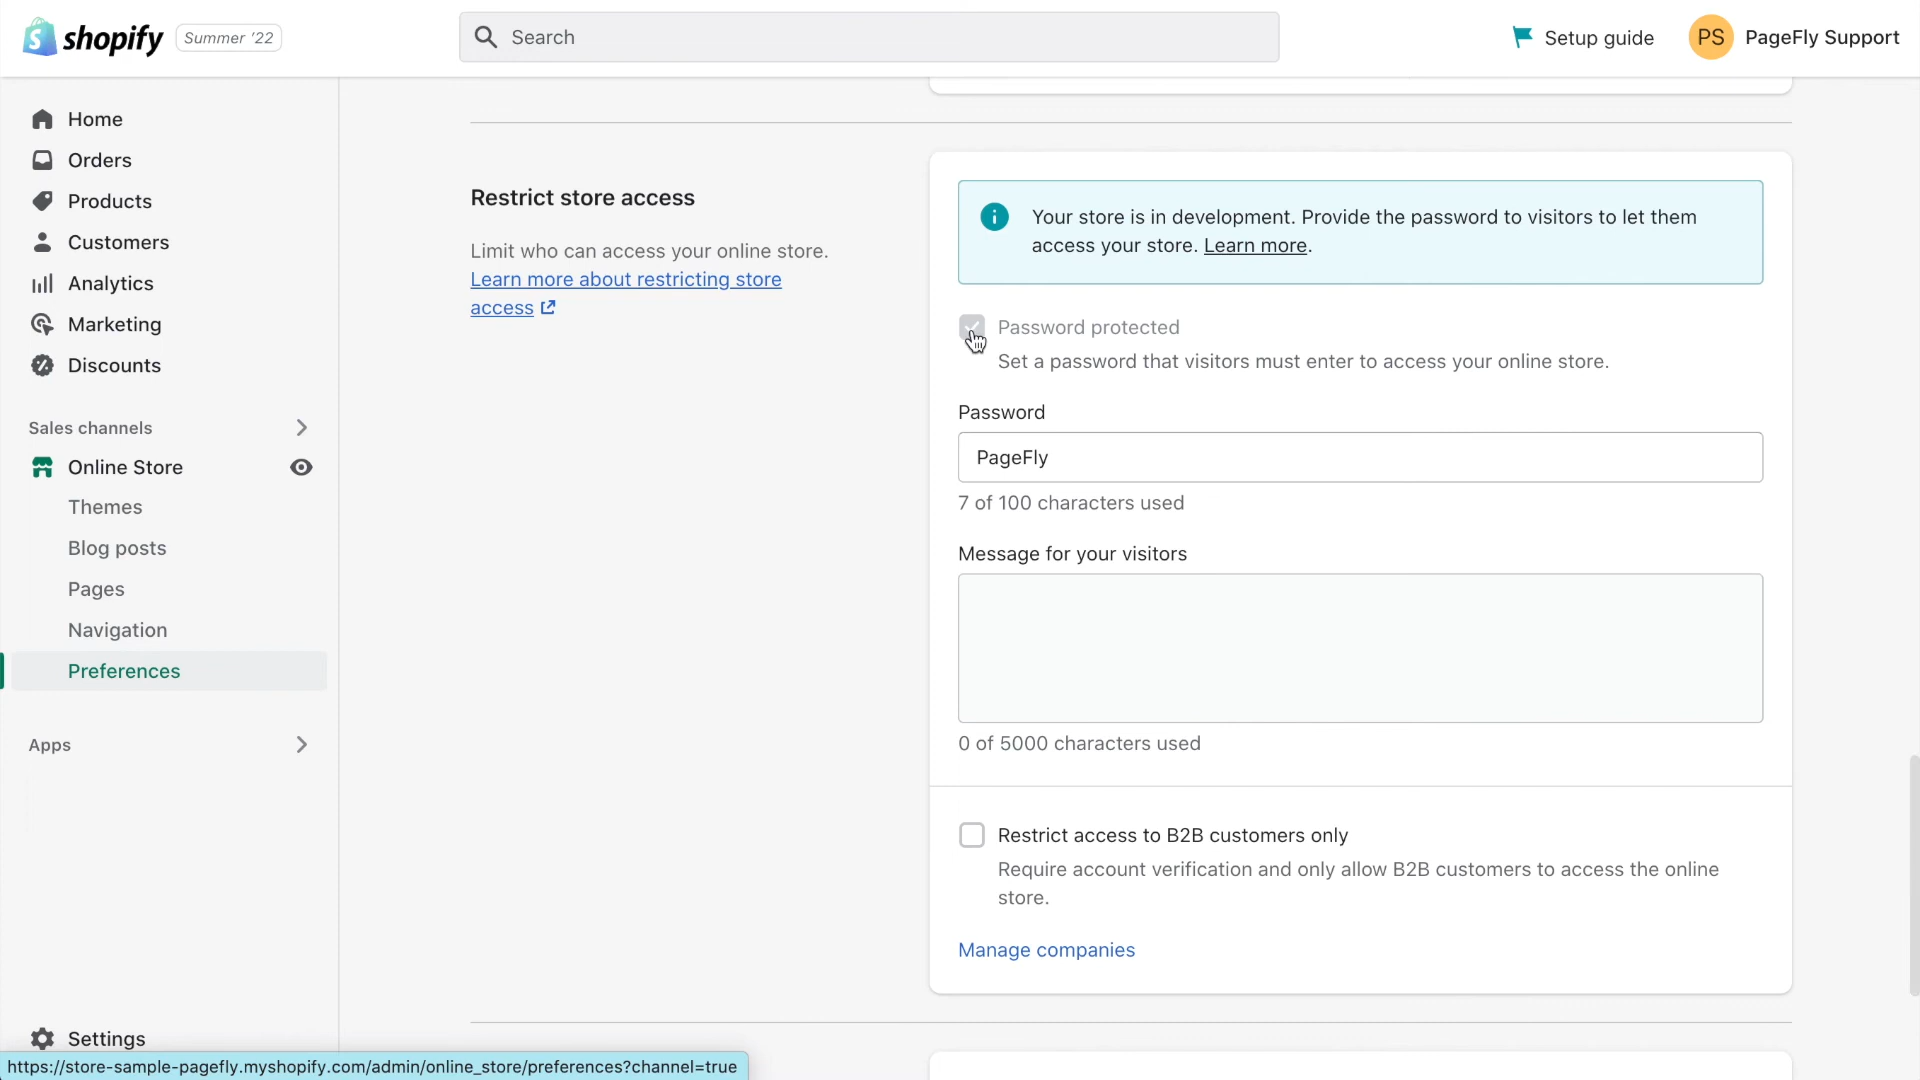 shopify
Summer '22
Search
Setup guide
PS
PageFly Support
Home
Orders
Products
Customers
Analytics
Marketing
Discounts
Sales channels
Online Store
Themes
Blog posts
Pages
Navigation
Preferences
Apps
Settings
Restrict store access
Limit who can access your online store.
Learn more about restricting store
access
Your store is in development. Provide the password to visitors to let them
access your store. Learn more.
Password protected
Set a password that visitors must enter to access your online store.
Password
PageFly
7 of 100 characters used
Message for your visitors
0 of 5000 characters used
Restrict access to B2B customers only
Require account verification and only allow B2B customers to access the online
store.
Manage companies
https://store-sample-pagefly.myshopify.com/admin/online_store/preferences?channel=true